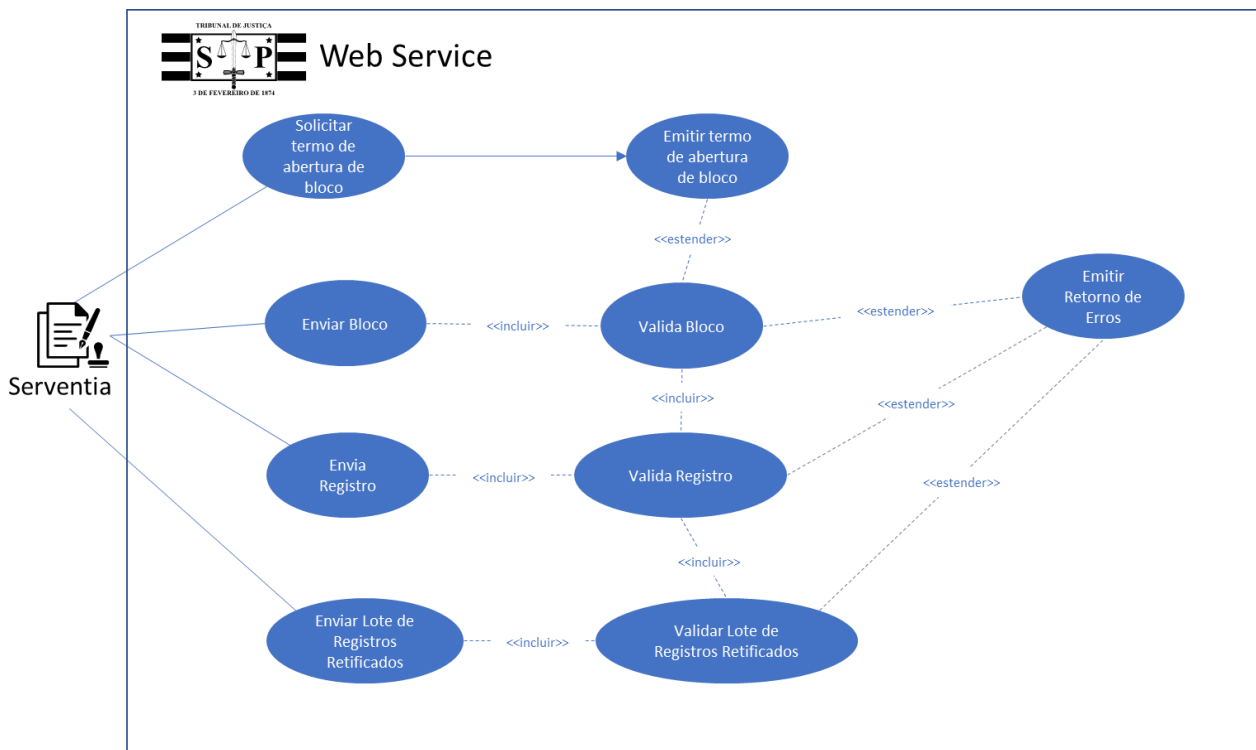 TRIBUNAL DE JUSTIÇA
S P
3 DE FEVEREIRO DE 1874
Web Service
Solicitar
termo de
abertura de
bloco
Emitir termo
de abertura
de bloco
<<estender>>
Emitir
Retorno de
Erros
Enviar Bloco
<<incluir>>
Valida Bloco
<<estender>>
Serventia
<<incluir>>
<<estender>>
Envia
Registro
<<incluir>>
Valida Registro
<<estender>>
<<incluir>>
Enviar Lote de
Registros
Retificados
<<incluir>>
Validar Lote de
Registros Retificados